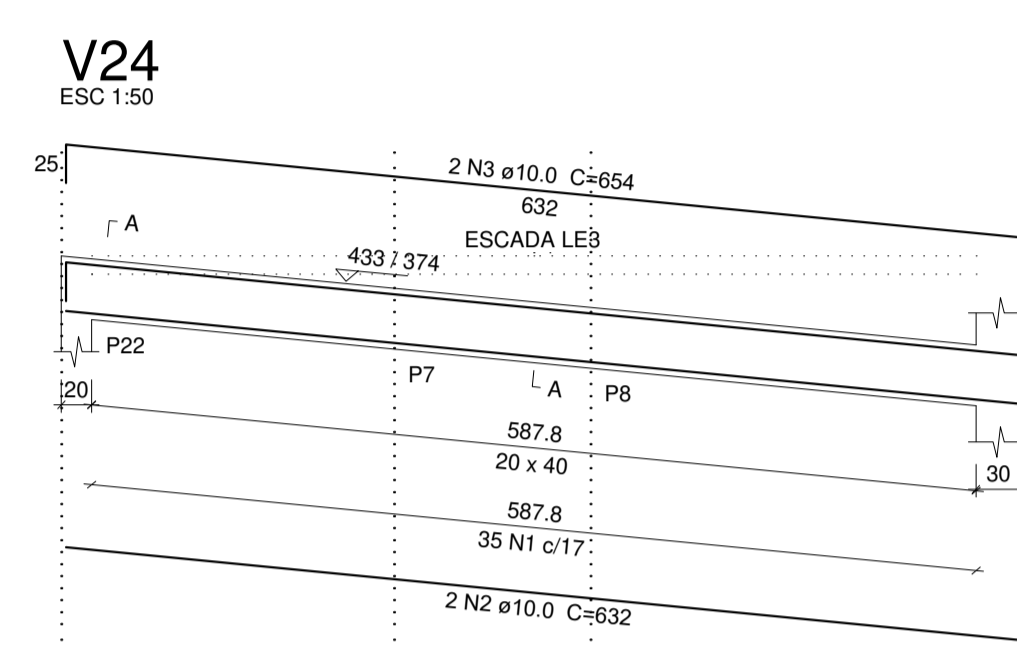 V24
ESC 1:50
25
2 N3 ø10.0 C=654
632
A
ESCADA LE3
433 / 374
P22
P7
A
P8
20
587.8
20 x 40
30
587.8
35 N1 c/17
2 N2 ø10.0 C=632